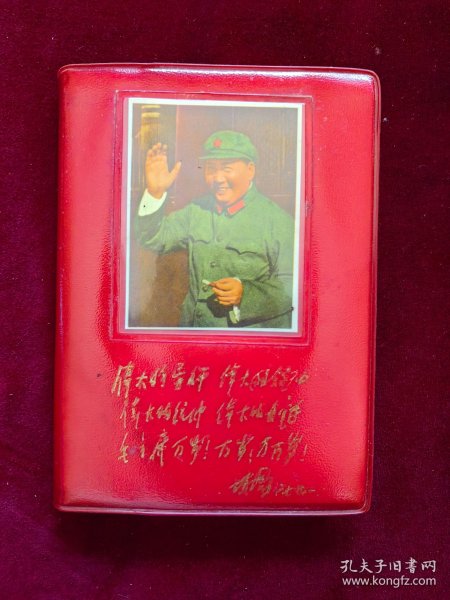 伟大的导师 伟大的领袖
伟大的统帅 伟大的舵手
毛主席万岁!万岁!万万岁!
林彪
孔夫子旧书网
www.kongfz.com